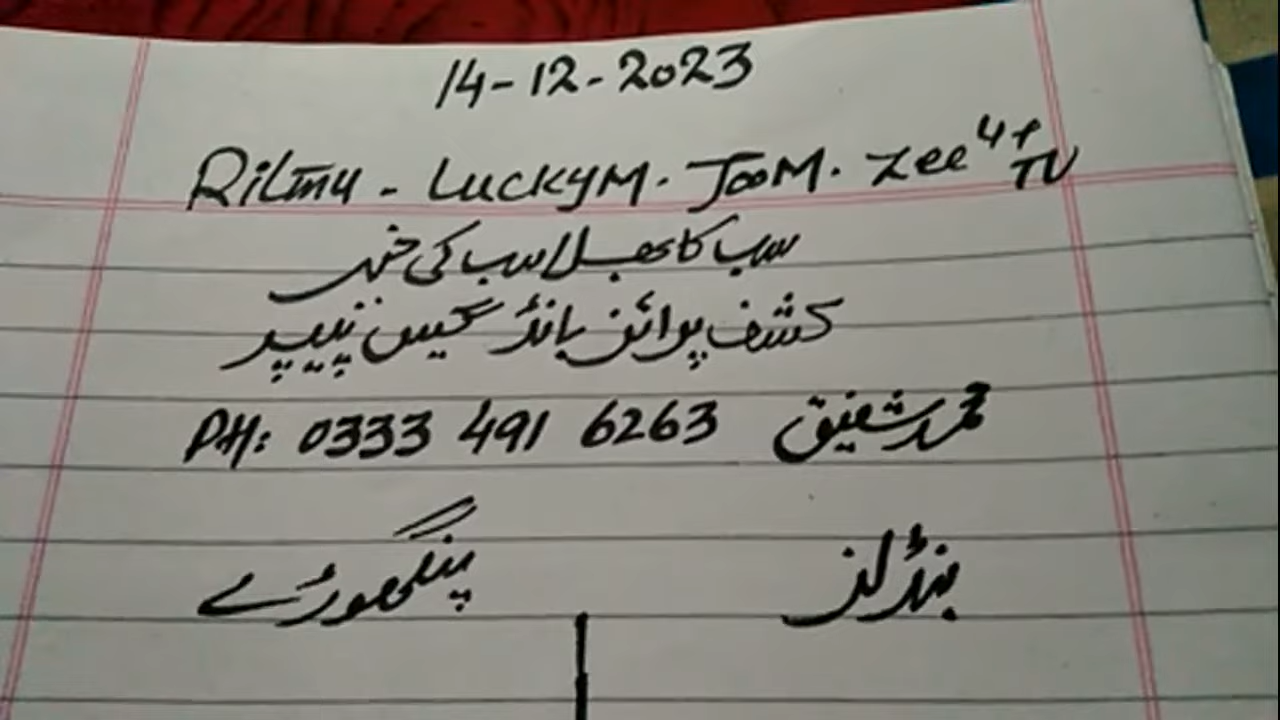 14-12-2023
Rilmu - LuckyM. JooM. Zee 4 TV
سب کا بھلا سب کی خیر
کشف پوائنٹ بانڈ گیس پیپر
PH: 0333 491 6263 محمد شفیق
بنڈلز پنگھوڑے